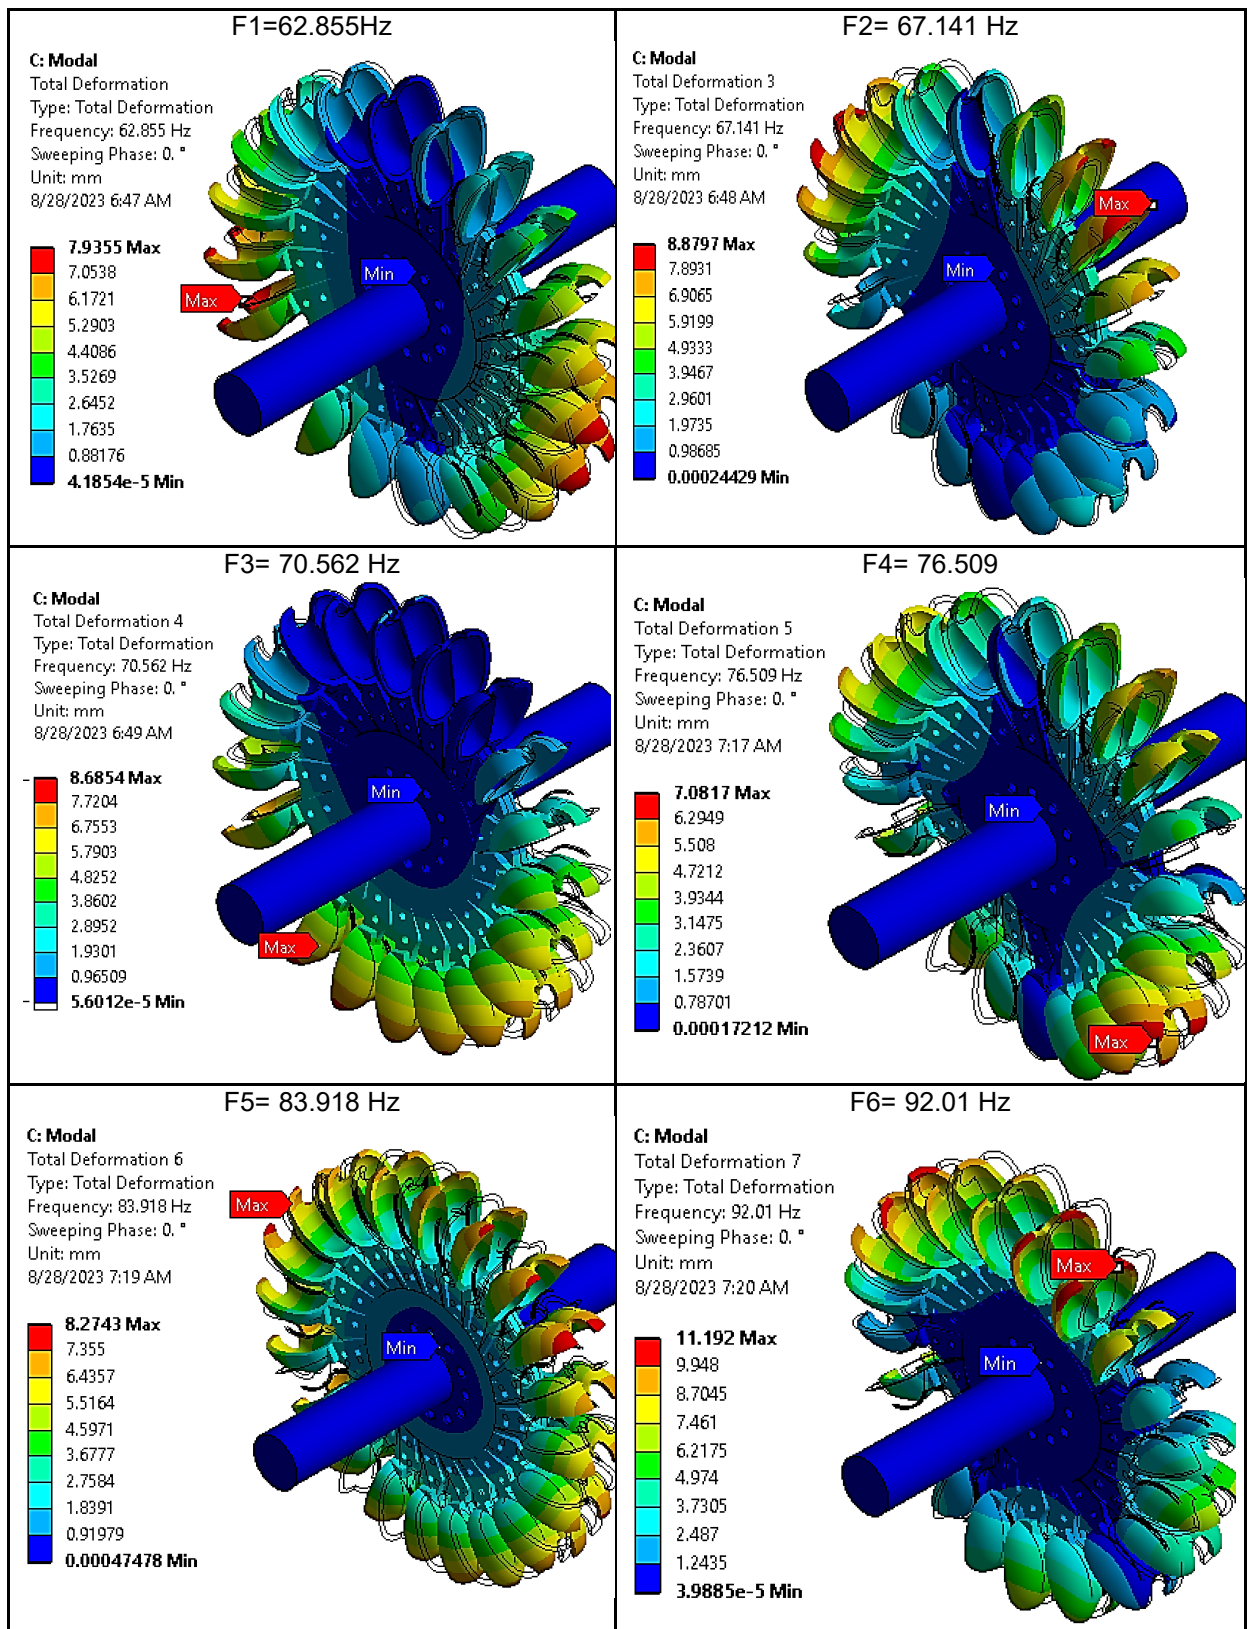 F1=62.855Hz
C: Modal
Total Deformation
Type: Total Deformation
Frequency: 62.855 Hz
Sweeping Phase: 0. °
Unit: mm
8/28/2023 6:47 AM
7.9355 Max
7.0538
6.1721
5.2903
4.4086
3.5269
2.6452
1.7635
0.88176
4.1854e-5 Min
Max
Min
F2= 67.141 Hz
C: Modal
Total Deformation 3
Type: Total Deformation
Frequency: 67.141 Hz
Sweeping Phase: 0. °
Unit: mm
8/28/2023 6:48 AM
8.8797 Max
7.8931
6.9065
5.9199
4.9333
3.9467
2.9601
1.9735
0.98685
0.00024429 Min
Max
Min
F3= 70.562 Hz
C: Modal
Total Deformation 4
Type: Total Deformation
Frequency: 70.562 Hz
Sweeping Phase: 0. °
Unit: mm
8/28/2023 6:49 AM
8.6854 Max
7.7204
6.7553
5.7903
4.8252
3.8602
2.8952
1.9301
0.96509
5.6012e-5 Min
Min
Max
F4= 76.509
C: Modal
Total Deformation 5
Type: Total Deformation
Frequency: 76.509 Hz
Sweeping Phase: 0. °
Unit: mm
8/28/2023 7:17 AM
7.0817 Max
6.2949
5.508
4.7212
3.9344
3.1475
2.3607
1.5739
0.78701
0.00017212 Min
Min
Max
F5= 83.918 Hz
C: Modal
Total Deformation 6
Type: Total Deformation
Frequency: 83.918 Hz
Sweeping Phase: 0. °
Unit: mm
8/28/2023 7:19 AM
8.2743 Max
7.355
6.4357
5.5164
4.5971
3.6777
2.7584
1.8391
0.91979
0.00047478 Min
Max
Min
F6= 92.01 Hz
C: Modal
Total Deformation 7
Type: Total Deformation
Frequency: 92.01 Hz
Sweeping Phase: 0. °
Unit: mm
8/28/2023 7:20 AM
11.192 Max
9.948
8.7045
7.461
6.2175
4.974
3.7305
2.487
1.2435
3.9885e-5 Min
Max
Min